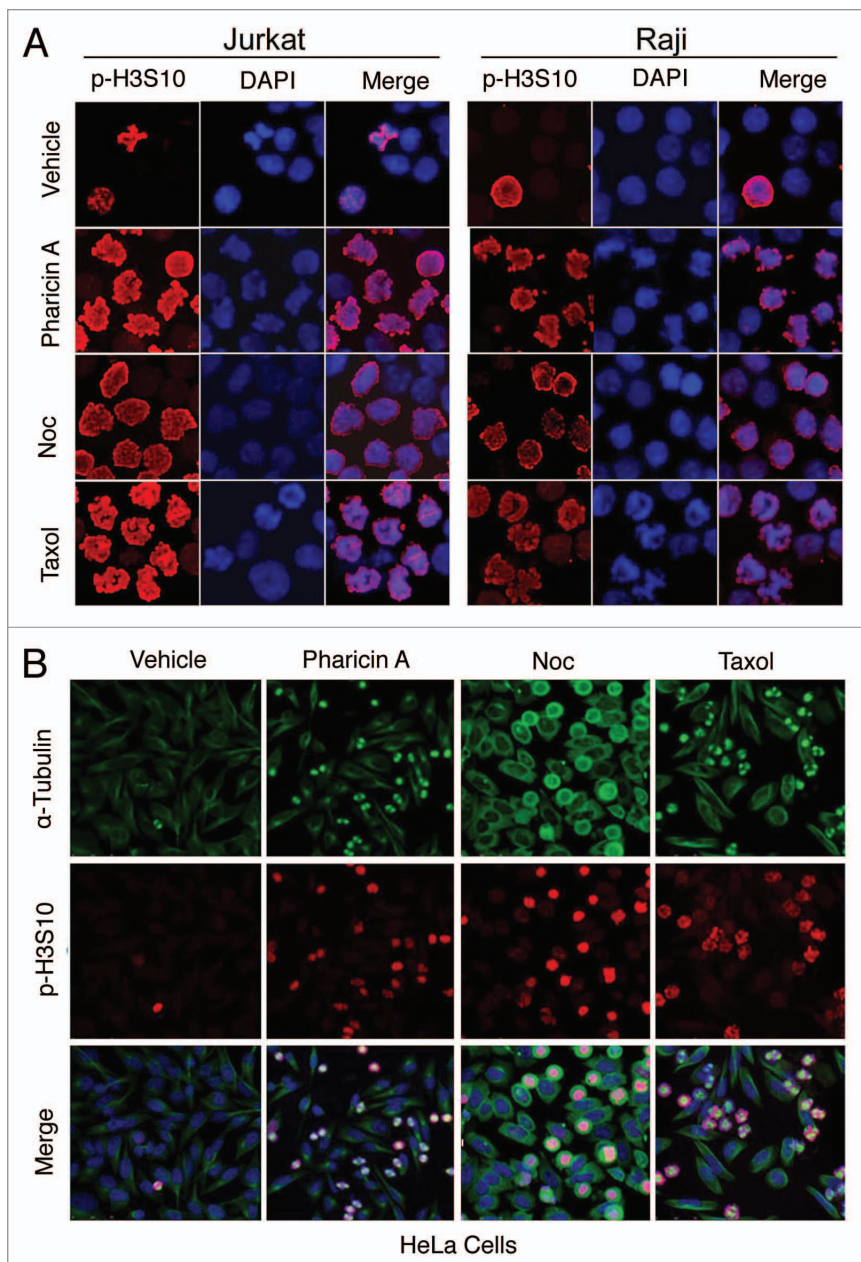 A
Jurkat
Raji
p-H3S10 DAPI Merge
p-H3S10 DAPI Merge
Vehicle
Pharicin A
Noc
Taxol
B
Vehicle Pharicin A Noc Taxol
α-Tubulin
p-H3S10
Merge
HeLa Cells